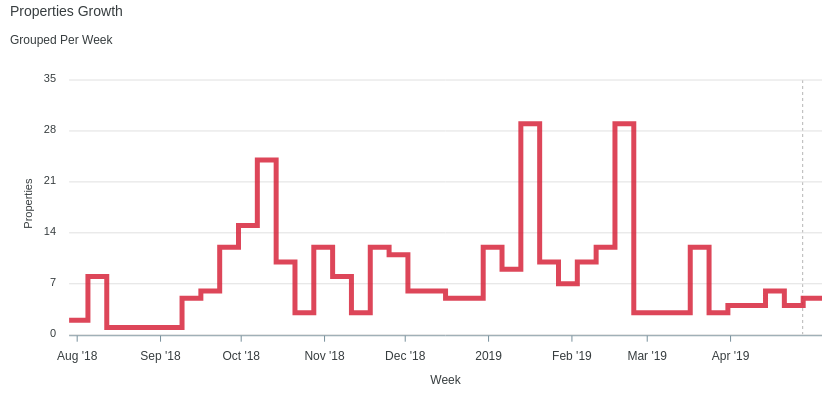 Properties Growth
Grouped Per Week
35
28
21
14
7
0
Properties
Aug '18 Sep '18 Oct '18 Nov '18 Dec '18 2019 Feb '19 Mar '19 Apr '19
Week